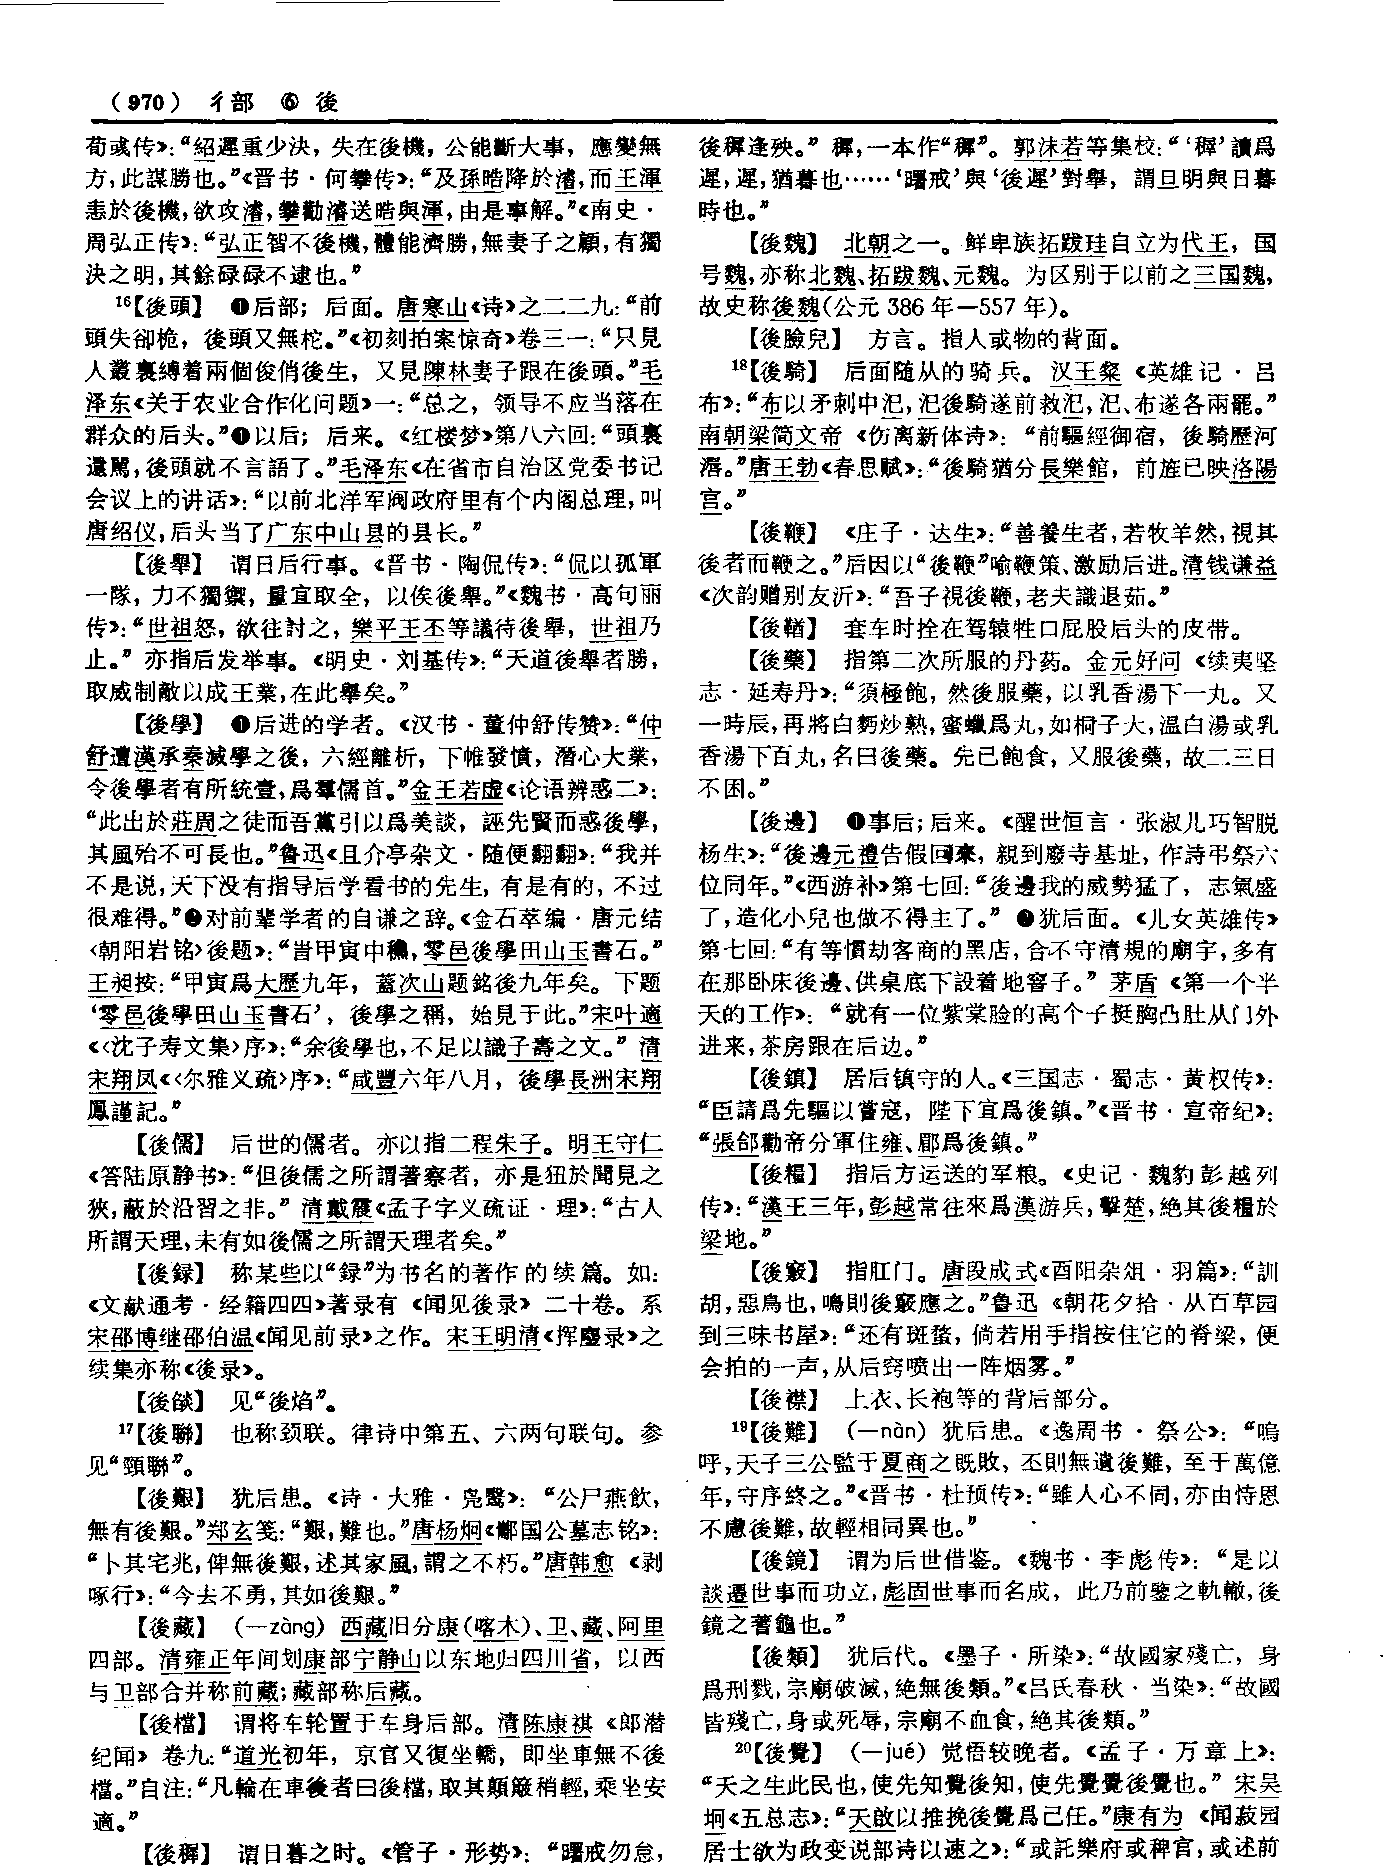 （970） 彳部 ⑥ 後
荀彧传》：“紹遲重少決，失在後機，公能斷大事，應變無
方，此謀勝也。”《晋书·何攀传》：“及孫晧降於濬，而王渾
恚於後機，欲攻濬，攀勸濬送晧與渾，由是事解。”《南史·
周弘正传》：“弘正智不後機，體能濟勝，無妻子之顧，有獨
決之明，其餘碌碌不逮也。”
16【後頭】 ❶后部；后面。唐寒山《诗》之二二九：“前
頭失卻桅，後頭又無柁。”《初刻拍案惊奇》卷三一：“只見
人叢裏縛着兩個俊俏後生，又見陳林妻子跟在後頭。”毛
泽东《关于农业合作化问题》一：“总之，领导不应当落在
群众的后头。”❶以后；后来。《红楼梦》第八六回：“頭裏
還罵，後頭就不言語了。”毛泽东《在省市自治区党委书记
会议上的讲话》：“以前北洋军阀政府里有个内阁总理，叫
唐绍仪，后头当了广东中山县的县长。”
【後舉】 谓日后行事。《晋书·陶侃传》：“侃以孤軍
一隊，力不獨禦，量宜取全，以俟後舉。”《魏书·高句丽
传》：“世祖怒，欲往討之，樂平王丕等議待後舉，世祖乃
止。” 亦指后发举事。《明史·刘基传》：“天道後舉者勝，
取威制敵以成王業，在此舉矣。”
【後學】 ❶后进的学者。《汉书·董仲舒传赞》：“仲
舒遭漢承秦滅學之後，六經離析，下帷發憤，潛心大業，
令後學者有所統壹，爲羣儒首。”金王若虚《论语辨惑二》：
“此出於莊周之徒而吾黨引以爲美談，誣先賢而惑後學，
其風殆不可長也。”鲁迅《且介亭杂文·随便翻翻》：“我并
不是说，天下没有指导后学看书的先生，有是有的，不过
很难得。”❷对前辈学者的自谦之辞。《金石萃编·唐元结
〈朝阳岩铭〉後题》：“旹甲寅中穐，零邑後學田山玉書石。”
王昶按：“甲寅爲大歷九年，蓋次山题銘後九年矣。下题
‘零邑後學田山玉書石’，後學之稱，始見于此。”宋叶適
《〈沈子寿文集〉序》：“余後學也，不足以識子壽之文。” 清
宋翔凤《〈尔雅义疏〉序》：“咸豐六年八月，後學長洲宋翔
鳳謹記。”
【後儒】 后世的儒者。亦以指二程朱子。明王守仁
《答陆原静书》：“但後儒之所謂著察者，亦是狃於聞見之
狹，蔽於沿習之非。” 清戴震《孟子字义疏证·理》：“古人
所謂天理，未有如後儒之所謂天理者矣。”
【後録】 称某些以“録”为书名的著作的续篇。如：
《文献通考·经籍四四》著录有《闻见後录》二十卷。系
宋邵博继邵伯温《闻见前录》之作。宋王明清《挥麈录》之
续集亦称《後录》。
【後燄】 见“後焰”。
17【後聯】 也称颈联。律诗中第五、六两句联句。参
见“頸聯”。
【後艱】 犹后患。《诗·大雅·凫鹥》：“公尸燕飲，
無有後艱。”郑玄笺：“艱，難也。”唐杨炯《鄜国公墓志铭》：
“卜其宅兆，俾無後艱，述其家風，謂之不朽。”唐韩愈《剥
啄行》：“今去不勇，其如後艱。”
【後藏】 （—zàng）西藏旧分康（喀木）、卫、藏、阿里
四部。清雍正年间划康部宁静山以东地归四川省，以西
与卫部合并称前藏；藏部称后藏。
【後檔】 谓将车轮置于车身后部。清陈康祺《郎潜
纪闻》卷九：“道光初年，京官又復坐轎，即坐車無不後
檔。”自注：“凡輪在車後者曰後檔，取其顛簸稍輕，乘坐安
適。”
【後穉】 谓日暮之时。《管子·形势》：“曙戒勿怠，
後穉逢殃。” 穉，一本作“稺”。郭沫若等集校：“‘穉’讀爲
遲，遲，猶暮也……‘曙戒’與‘後遲’對舉，謂旦明與日暮
時也。”
【後魏】 北朝之一。鲜卑族拓跋珪自立为代王，国
号魏，亦称北魏、拓跋魏、元魏。为区别于以前之三国魏，
故史称後魏（公元386年—557年）。
【後臉兒】 方言。指人或物的背面。
18【後騎】 后面随从的骑兵。汉王粲《英雄记·吕
布》：“布以矛刺中汜，汜後騎遂前救汜，汜、布遂各兩罷。”
南朝梁简文帝《伤离新体诗》：“前驅經御宿，後騎歷河
漘。”唐王勃《春思赋》：“後騎猶分長樂館，前旌已映洛陽
宫。”
【後鞭】 《庄子·达生》：“善養生者，若牧羊然，視其
後者而鞭之。”后因以“後鞭”喻鞭策、激励后进。清钱谦益
《次韵赠别友沂》：“吾子視後鞭，老夫識退茹。”
【後鞧】 套车时拴在驾辕牲口屁股后头的皮带。
【後藥】 指第二次所服的丹药。金元好问《续夷坚
志·延寿丹》：“須極飽，然後服藥，以乳香湯下一丸。又
一時辰，再將白麪炒熟，蜜蠟爲丸，如桐子大，温白湯或乳
香湯下百丸，名曰後藥。先已飽食，又服後藥，故二三日
不困。”
【後邊】 ❶事后；后来。《醒世恒言·张淑儿巧智脱
杨生》：“後邊元禮告假回來，親到廢寺基址，作詩弔祭六
位同年。”《西游补》第七回：“後邊我的威勢猛了，志氣盛
了，造化小兒也做不得主了。” ❷犹后面。《儿女英雄传》
第七回：“有等慣劫客商的黑店，合不守清規的廟宇，多有
在那卧床後邊、供桌底下設着地窖子。” 茅盾《第一个半
天的工作》：“就有一位紫棠脸的高个子挺胸凸肚从门外
进来，茶房跟在后边。”
【後鎮】 居后镇守的人。《三国志·蜀志·黄权传》：
“臣請爲先驅以嘗寇，陛下宜爲後鎮。”《晋书·宣帝纪》：
“張郃勸帝分軍住雍、郿爲後鎮。”
【後糧】 指后方运送的军粮。《史记·魏豹彭越列
传》：“漢王三年，彭越常往來爲漢游兵，擊楚，絶其後糧於
梁地。”
【後竅】 指肛门。唐段成式《酉阳杂俎·羽篇》：“訓
胡，惡鳥也，鳴則後竅應之。”鲁迅《朝花夕拾·从百草园
到三味书屋》：“还有斑蝥，倘若用手指按住它的脊梁，便
会拍的一声，从后窍喷出一阵烟雾。”
【後襟】 上衣、长袍等的背后部分。
19【後難】 （—nàn）犹后患。《逸周书·祭公》：“嗚
呼，天子三公監于夏商之既敗，丕則無遺後難，至于萬億
年，守序終之。”《晋书·杜预传》：“雖人心不同，亦由恃恩
不慮後難，故輕相同異也。”
【後鏡】 谓为后世借鉴。《魏书·李彪传》：“是以
談遷世事而功立，彪固世事而名成，此乃前鑒之軌轍，後
鏡之蓍龜也。”
【後類】 犹后代。《墨子·所染》：“故國家殘亡，身
爲刑戮，宗廟破滅，絶無後類。”《吕氏春秋·当染》：“故國
皆殘亡，身或死辱，宗廟不血食，絶其後類。”
20【後覺】 （—jué）觉悟较晚者。《孟子·万章上》：
“天之生此民也，使先知覺後知，使先覺覺後覺也。” 宋吴
坰《五总志》：“天啟以推挽後覺爲己任。”康有为《闻菽园
居士欲为政变说部诗以速之》：“或託樂府或稗官，或述前